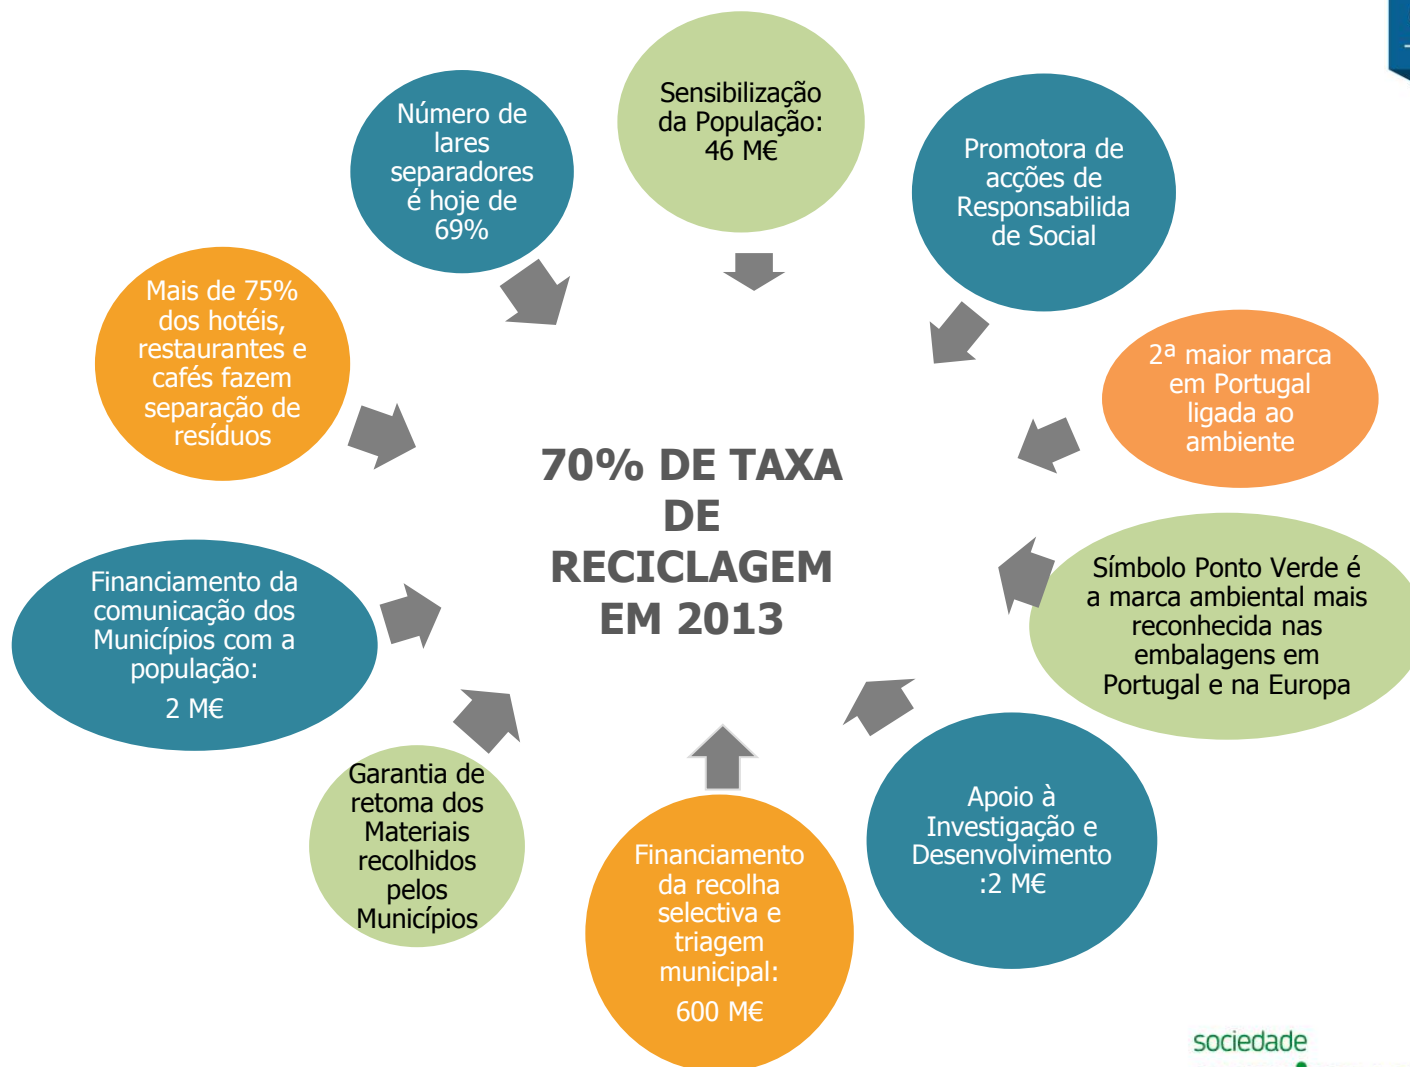 Sensibilização
da População:
46 M€
Número de
lares
separadores
é hoje de
69%
Promotora de
acções de
Responsabilida
de Social
Mais de 75%
dos hotéis,
restaurantes e
cafés fazem
separação de
resíduos
2ª maior marca
em Portugal
ligada ao
ambiente
70% DE TAXA
DE
RECICLAGEM
EM 2013
Símbolo Ponto Verde é
a marca ambiental mais
reconhecida nas
embalagens em
Portugal e na Europa
Financiamento da
comunicação dos
Municípios com a
população:
2 M€
Garantia de
retoma dos
Materiais
recolhidos
pelos
Municípios
Financiamento
da recolha
selectiva e
triagem
municipal:
600 M€
Apoio à
Investigação e
Desenvolvimento
:2 M€
sociedade